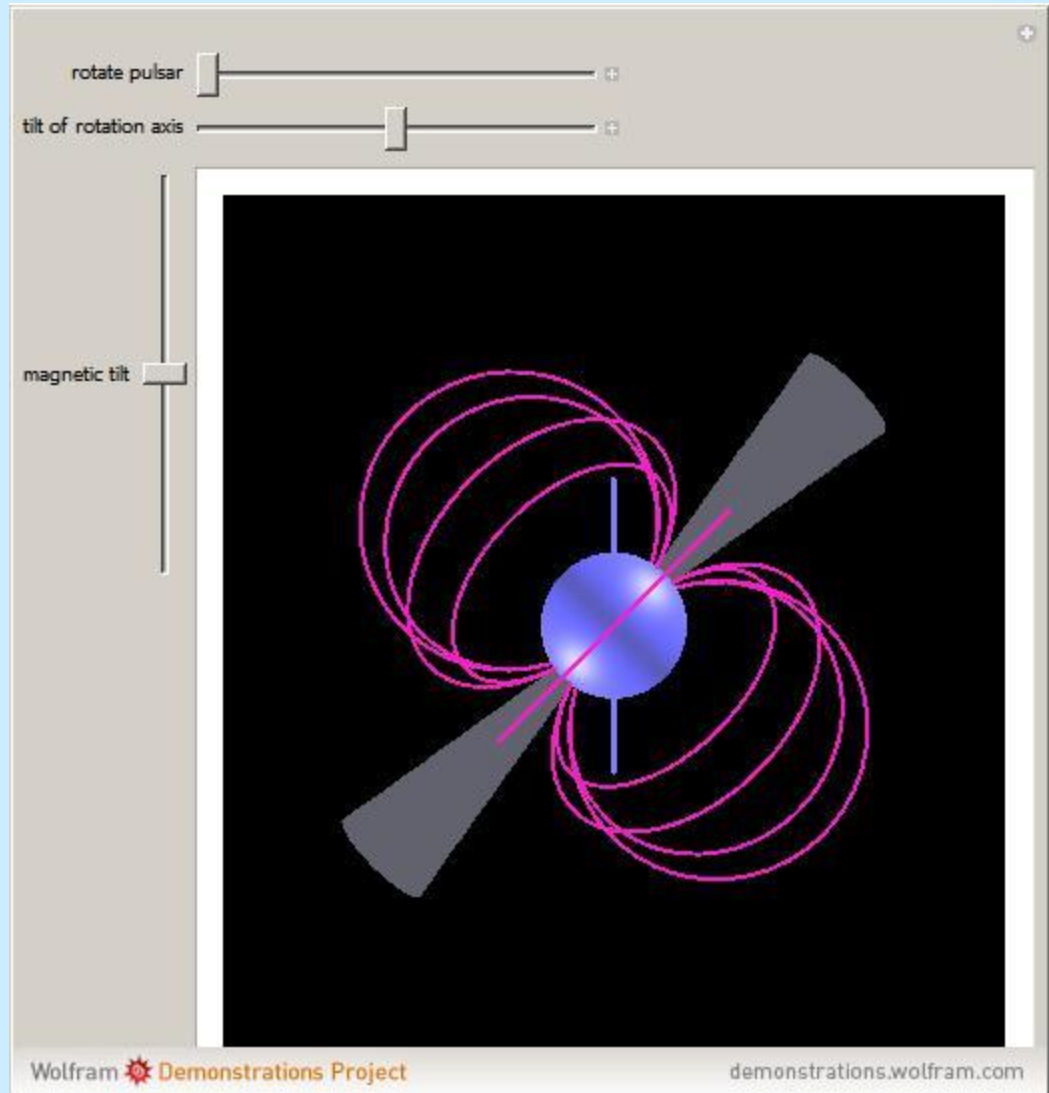 rotate pulsar
tilt of rotation axis
magnetic tilt
Wolfram Demonstrations Project
demonstrations.wolfram.com